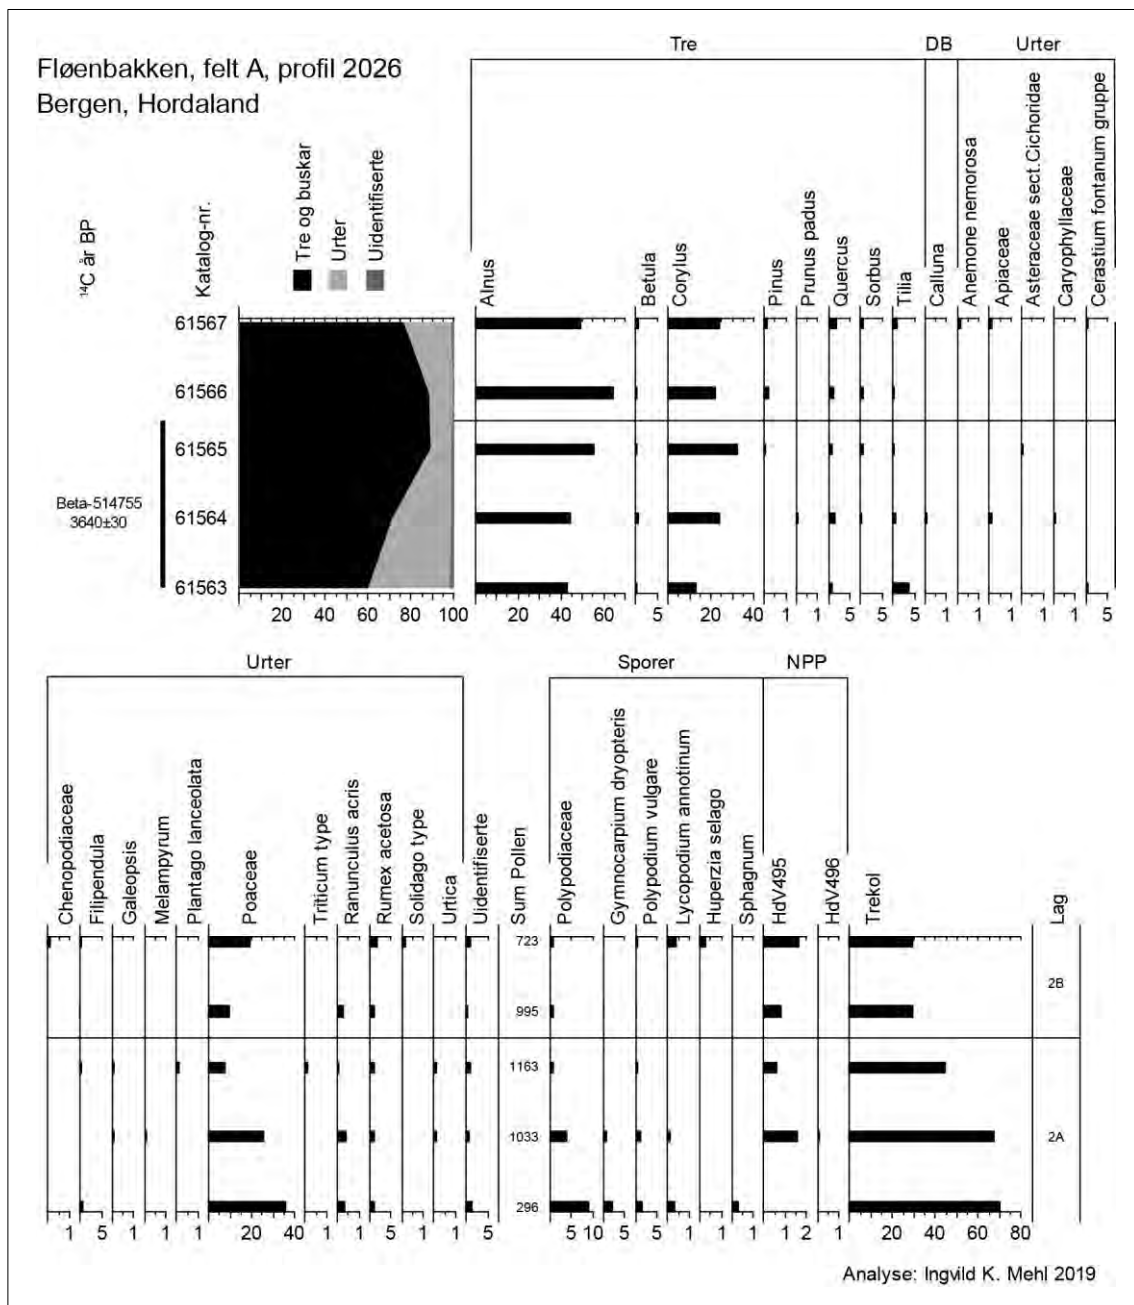 Fløenbakken, felt A, profil 2026
Bergen, Hordaland
Tre DB Urter
¹⁴C år BP
Katalog-nr.
Tre og buskar
Urter
Uidentifiserte
Alnus
Betula
Corylus
Pinus
Prunus padus
Quercus
Sorbus
Tilia
Calluna
Anemone nemorosa
Apiaceae
Asteraceae sect.Cichoridae
Caryophyllaceae
Cerastium fontanum gruppe
61567
61566
61565
Beta-514755
3640±30
61564
61563
20 40 60 80 100 20 40 60 5 20 40 1 1 5 5 5 1 1 1 1 1 5
Urter Sporer NPP
Chenopodiaceae
Filipendula
Galeopsis
Melampyrum
Plantago lanceolata
Poaceae
Triticum type
Ranunculus acris
Rumex acetosa
Solidago type
Urtica
Uidentifiserte
Sum Pollen
Polypodiaceae
Gymnocarpium dryopteris
Polypodium vulgare
Lycopodium annotinum
Huperzia selago
Sphagnum
HdV495
HdV496
Trekol
Lag
723
995 2B
1163
1033 2A
296
1 5 1 1 1 20 40 1 5 5 1 1 5 5 10 5 5 1 1 1 1 2 1 20 40 60 80
Analyse: Ingvild K. Mehl 2019